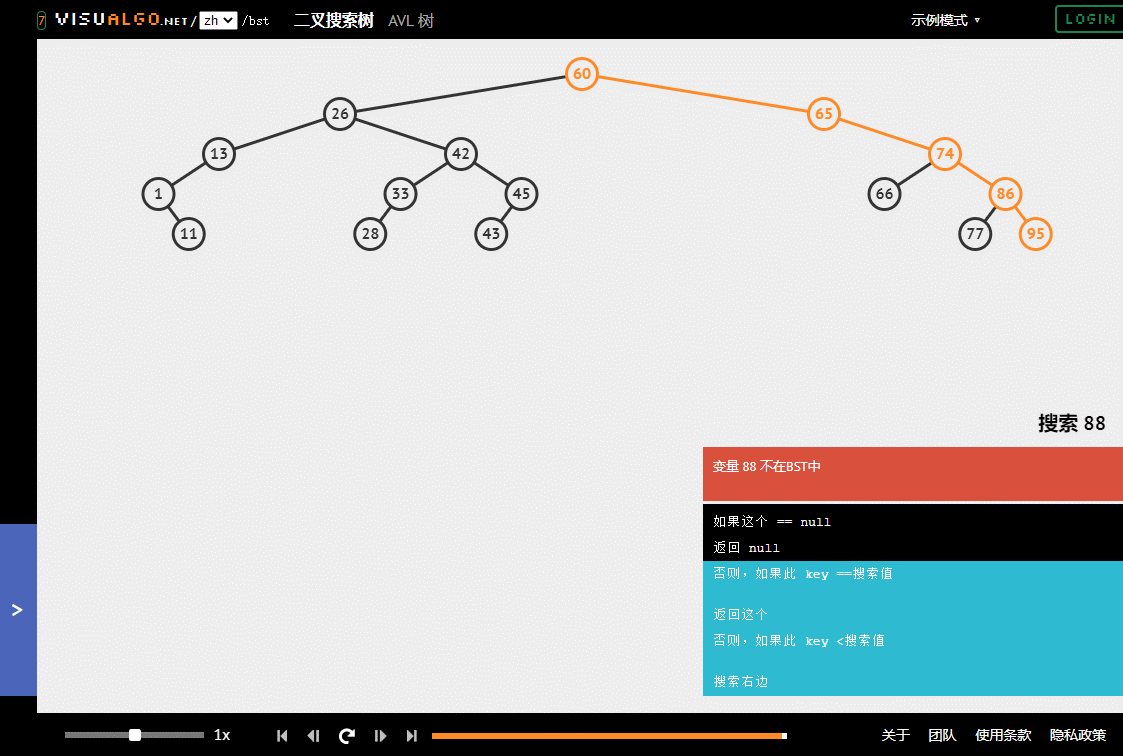 7 VISUALGO.NET / zh /bst 二叉搜索树 AVL 树 示例模式 ▼ LOGIN
60
26 65
13 42 74
1 33 45 66 86
11 28 43 77 95
搜索 88
变量 88 不在BST中
如果这个 == null
返回 null
否则，如果此 key ==搜索值
返回这个
否则，如果此 key <搜索值
搜索右边
>
1x 关于 团队 使用条款 隐私政策